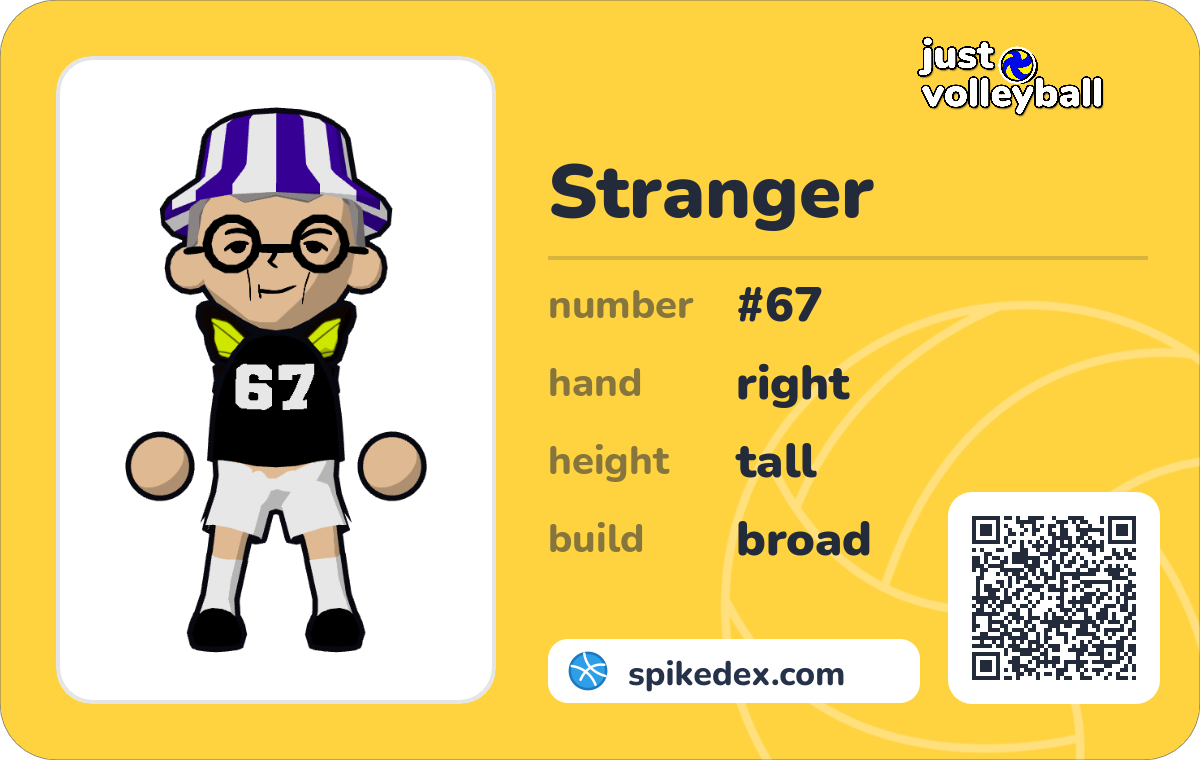 just
volleyball
Stranger
number #67
hand right
height tall
build broad
67
spikedex.com